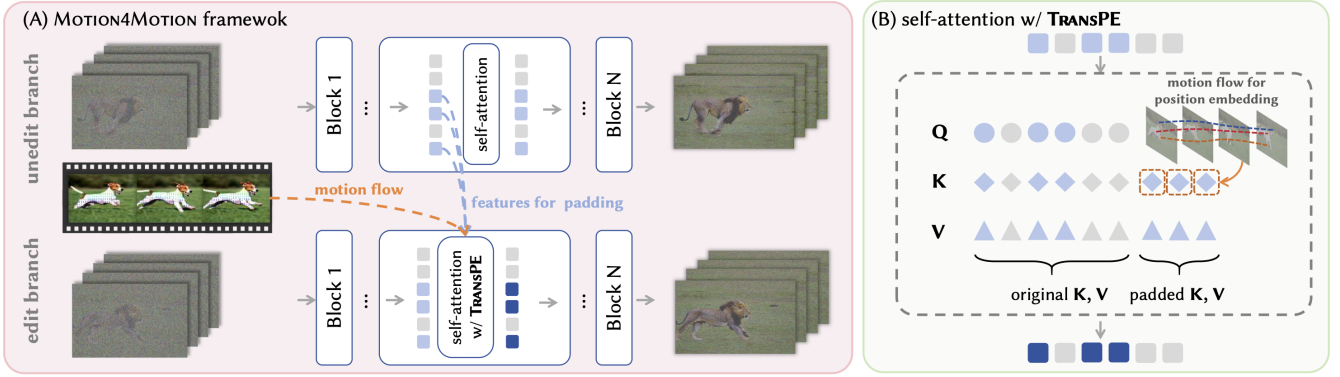 (A) MOTION4MOTION framewok
unedit branch
Block 1
...
self-attention
...
Block N
motion flow
features for padding
edit branch
Block 1
...
self-attention
w/ TRANSPE
...
Block N
(B) self-attention w/ TRANSPE
motion flow for
position embedding
Q
K
V
original K, V
padded K, V